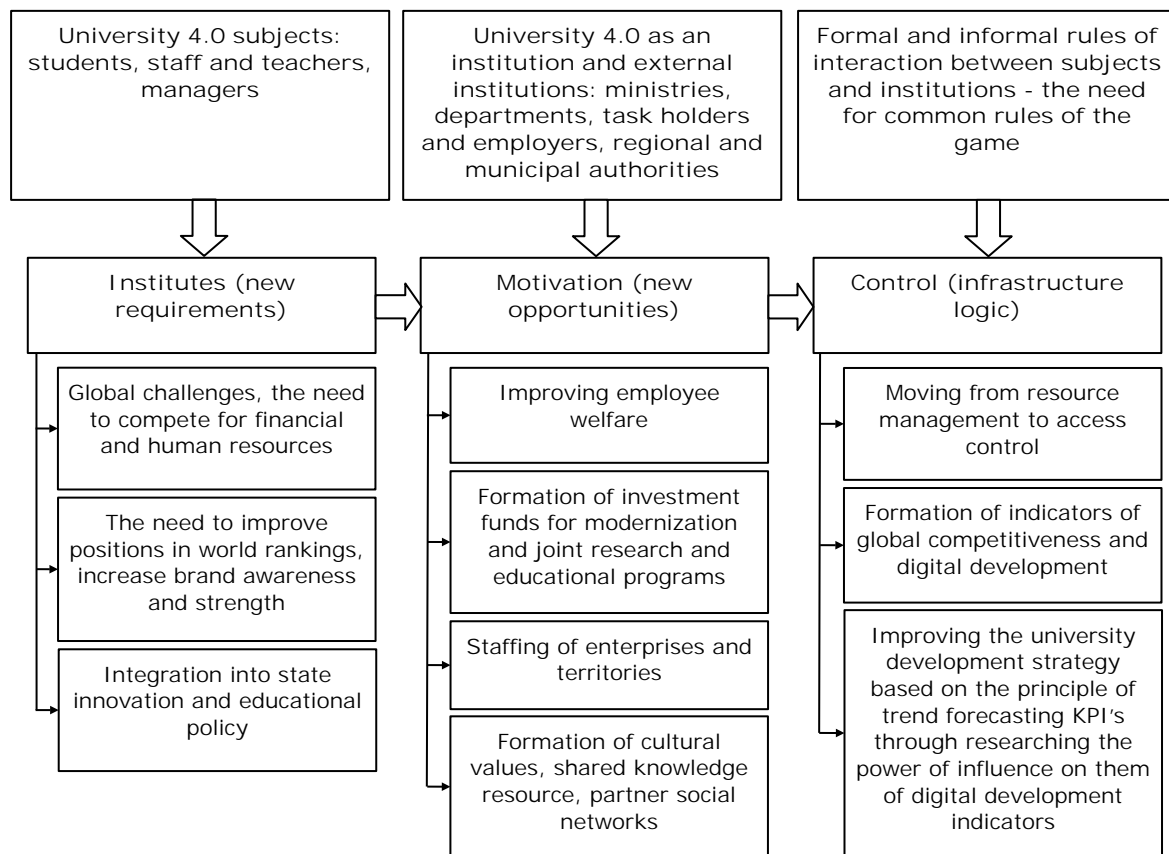 University 4.0 subjects:
students, staff and teachers,
managers
University 4.0 as an
institution and external
institutions: ministries,
departments, task holders
and employers, regional and
municipal authorities
Formal and informal rules of
interaction between subjects
and institutions - the need
for common rules of the
game
Institutes (new
requirements)
Motivation (new
opportunities)
Control (infrastructure
logic)
Global challenges, the need
to compete for financial
and human resources
The need to improve
positions in world rankings,
increase brand awareness
and strength
Integration into state
innovation and educational
policy
Improving employee
welfare
Formation of investment
funds for modernization
and joint research and
educational programs
Staffing of enterprises and
territories
Formation of cultural
values, shared knowledge
resource, partner social
networks
Moving from resource
management to access
control
Formation of indicators of
global competitiveness and
digital development
Improving the university
development strategy
based on the principle of
trend forecasting KPI's
through researching the
power of influence on them
of digital development
indicators